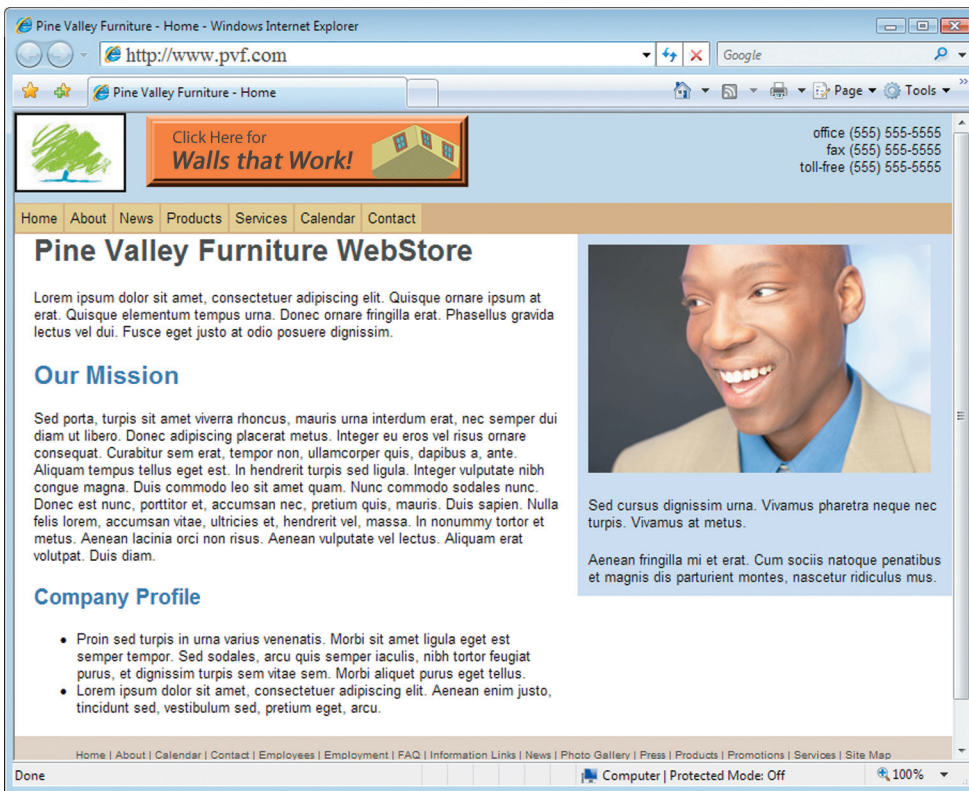 Pine Valley Furniture - Home - Windows Internet Explorer
http://www.pvf.com
Google
Pine Valley Furniture - Home
Page
Tools
Click Here for
Walls that Work!
office (555) 555-5555
fax (555) 555-5555
toll-free (555) 555-5555
Home About News Products Services Calendar Contact
Pine Valley Furniture WebStore
Lorem ipsum dolor sit amet, consectetuer adipiscing elit. Quisque ornare ipsum at
erat. Quisque elementum tempus urna. Donec ornare fringilla erat. Phasellus gravida
lectus vel dui. Fusce eget justo at odio posuere dignissim.
Our Mission
Sed porta, turpis sit amet viverra rhoncus, mauris urna interdum erat, nec semper dui
diam ut libero. Donec adipiscing placerat metus. Integer eu eros vel risus ornare
consequat. Curabitur sem erat, tempor non, ullamcorper quis, dapibus a, ante.
Aliquam tempus tellus eget est. In hendrerit turpis sed ligula. Integer vulputate nibh
congue magna. Duis commodo leo sit amet quam. Nunc commodo sodales nunc.
Donec est nunc, porttitor et, accumsan nec, pretium quis, mauris. Duis sapien. Nulla
felis lorem, accumsan vitae, ultricies et, hendrerit vel, massa. In nonummy tortor et
metus. Aenean lacinia orci non risus. Aenean vulputate vel lectus. Aliquam erat
volutpat. Duis diam.
Company Profile
• Proin sed turpis in urna varius venenatis. Morbi sit amet ligula eget est
semper tempor. Sed sodales, arcu quis semper iaculis, nibh tortor feugiat
purus, et dignissim turpis sem vitae sem. Morbi aliquet purus eget tellus.
• Lorem ipsum dolor sit amet, consectetuer adipiscing elit. Aenean enim justo,
tincidunt sed, vestibulum sed, pretium eget, arcu.
Sed cursus dignissim urna. Vivamus pharetra neque nec
turpis. Vivamus at metus.
Aenean fringilla mi et erat. Cum sociis natoque penatibus
et magnis dis parturient montes, nascetur ridiculus mus.
Home | About | Calendar | Contact | Employees | Employment | FAQ | Information Links | News | Photo Gallery | Press | Products | Promotions | Services | Site Map
Done
Computer | Protected Mode: Off
100%